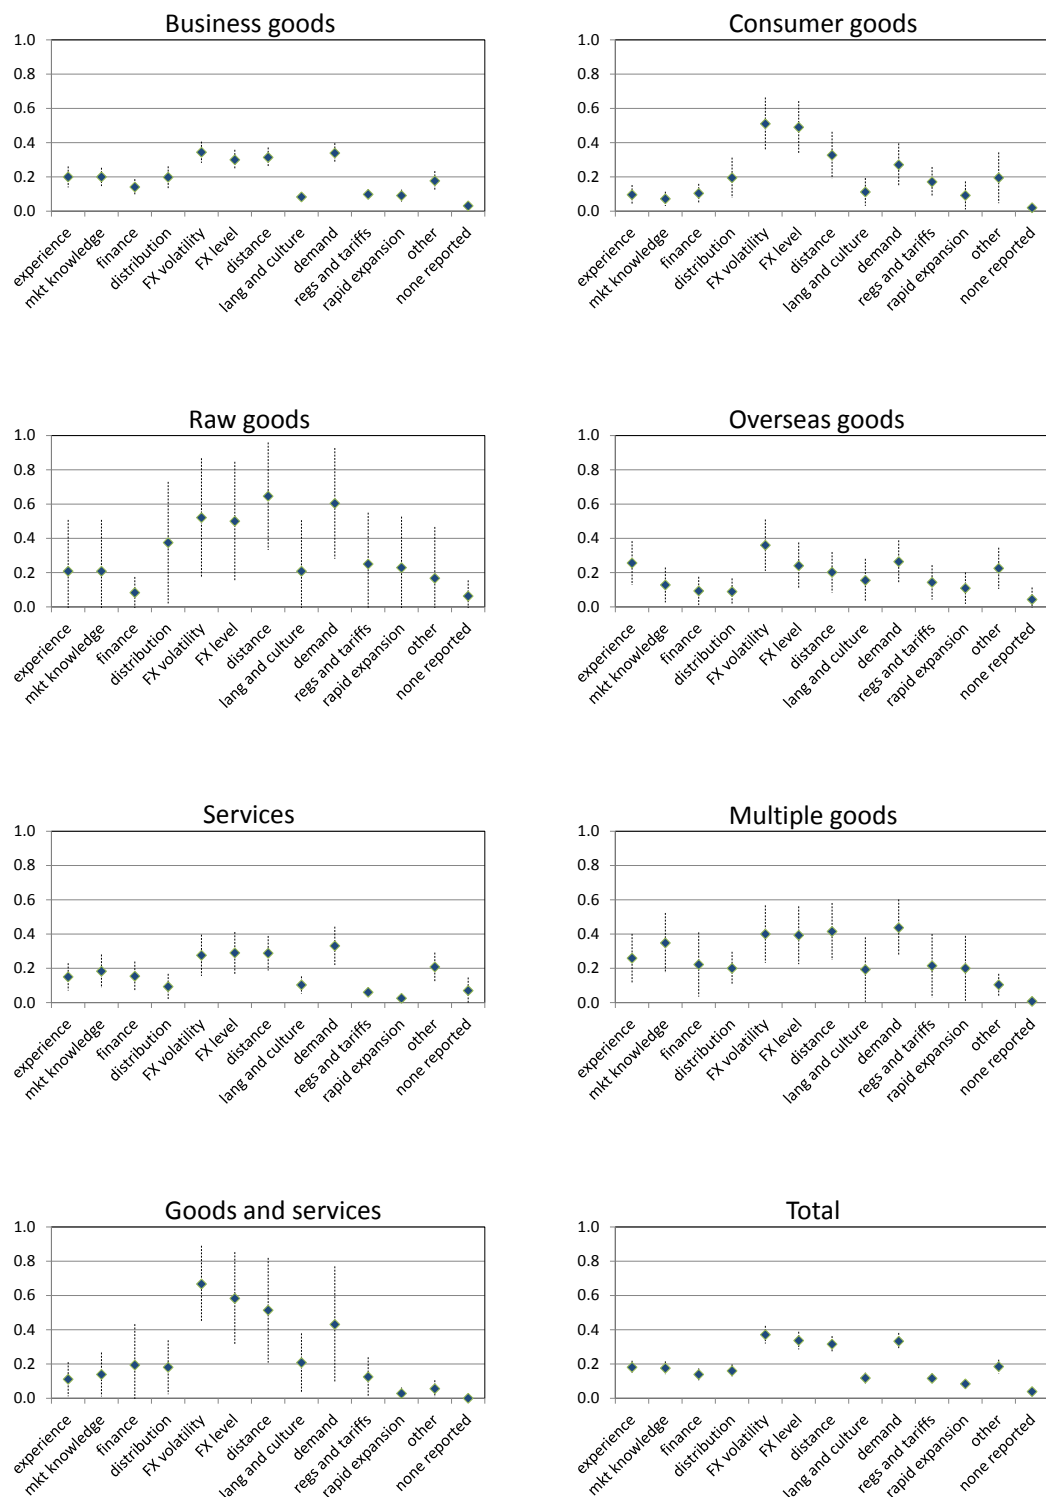 Business goods
1.0
0.8
0.6
0.4
0.2
0.0
experience
mkt knowledge
finance
distribution
FX volatility
FX level
distance
lang and culture
demand
regs and tariffs
rapid expansion
other
none reported
Consumer goods
1.0
0.8
0.6
0.4
0.2
0.0
experience
mkt knowledge
finance
distribution
FX volatility
FX level
distance
lang and culture
demand
regs and tariffs
rapid expansion
other
none reported
Raw goods
1.0
0.8
0.6
0.4
0.2
0.0
experience
mkt knowledge
finance
distribution
FX volatility
FX level
distance
lang and culture
demand
regs and tariffs
rapid expansion
other
none reported
Overseas goods
1.0
0.8
0.6
0.4
0.2
0.0
experience
mkt knowledge
finance
distribution
FX volatility
FX level
distance
lang and culture
demand
regs and tariffs
rapid expansion
other
none reported
Services
1.0
0.8
0.6
0.4
0.2
0.0
experience
mkt knowledge
finance
distribution
FX volatility
FX level
distance
lang and culture
demand
regs and tariffs
rapid expansion
other
none reported
Multiple goods
1.0
0.8
0.6
0.4
0.2
0.0
experience
mkt knowledge
finance
distribution
FX volatility
FX level
distance
lang and culture
demand
regs and tariffs
rapid expansion
other
none reported
Goods and services
1.0
0.8
0.6
0.4
0.2
0.0
experience
mkt knowledge
finance
distribution
FX volatility
FX level
distance
lang and culture
demand
regs and tariffs
rapid expansion
other
none reported
Total
1.0
0.8
0.6
0.4
0.2
0.0
experience
mkt knowledge
finance
distribution
FX volatility
FX level
distance
lang and culture
demand
regs and tariffs
rapid expansion
other
none reported